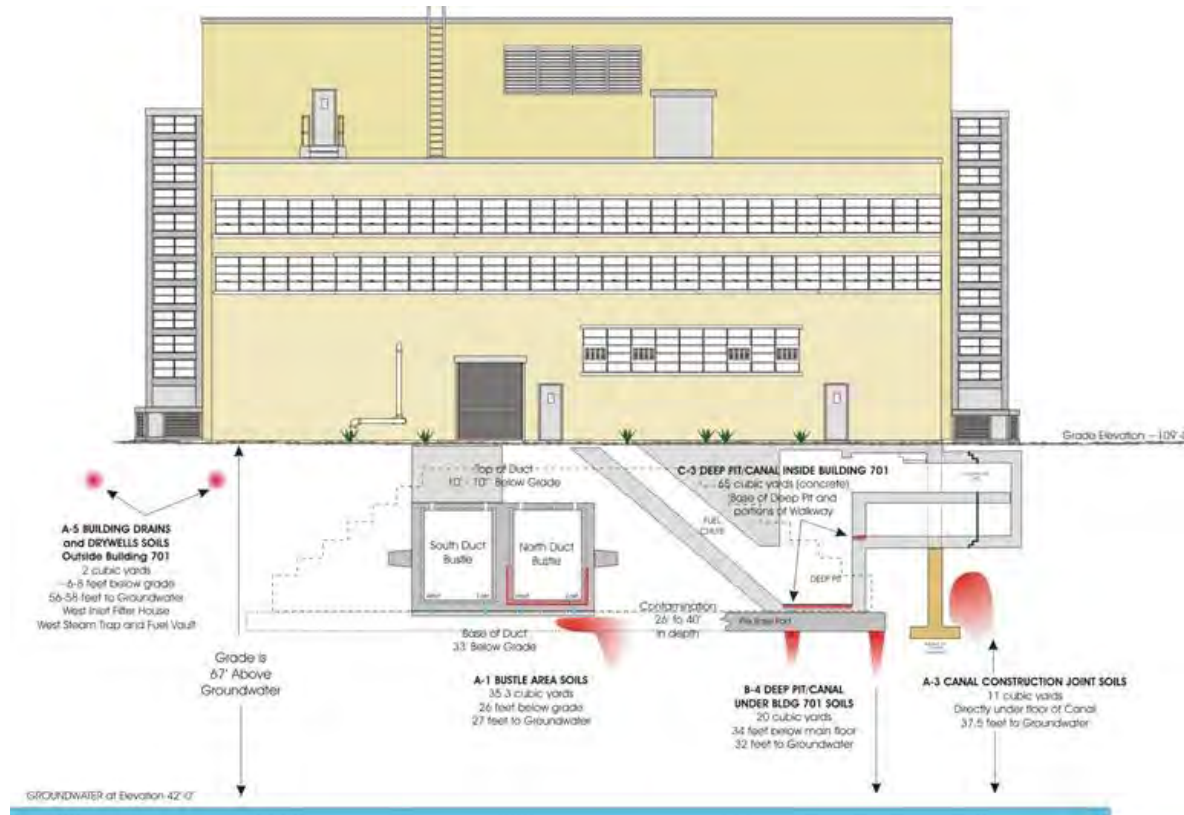 Grade Elevation ~ 109'-
Top of Duct
10' - 10" Below Grade
C-3 DEEP PIT/CANAL INSIDE BUILDING 701
65 cubic yards (concrete)
Base of Deep Pit and
portions of Walkway
FUEL
CHUTE
DEEP PIT
South Duct
Bustle
North Duct
Bustle
A-5 BUILDING DRAINS
and DRYWELLS SOILS
Outside Building 701
2 cubic yards
~6-8 feet below grade
56-58 feet to Groundwater
West Inlet Filter House
West Steam Trap and Fuel Vault
Contamination
26' to 40'
in depth
Base of Duct
33' Below Grade
Grade is
67' Above
Groundwater
A-1 BUSTLE AREA SOILS
35.3 cubic yards
26 feet below grade
27 feet to Groundwater
B-4 DEEP PIT/CANAL
UNDER BLDG 701 SOILS
20 cubic yards
34 feet below main floor
32 feet to Groundwater
A-3 CANAL CONSTRUCTION JOINT SOILS
11 cubic yards
Directly under floor of Canal
37.5 feet to Groundwater
GROUNDWATER at Elevation 42'-0"